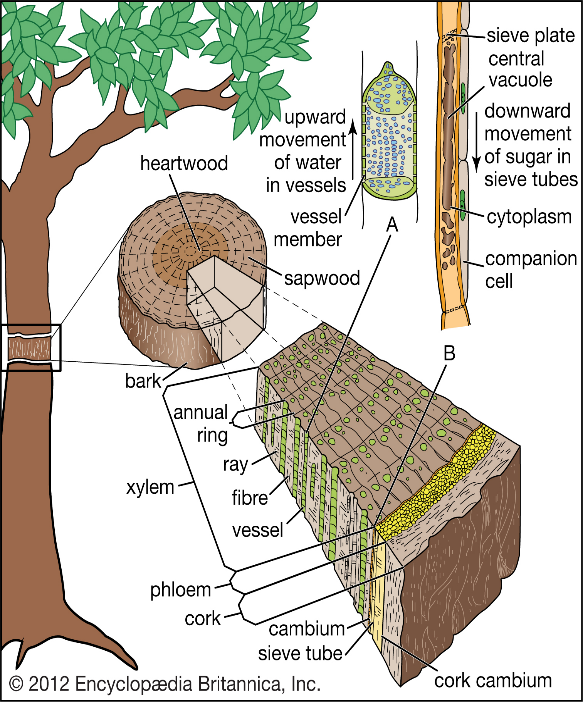 sieve plate
central
vacuole
upward
movement
of water
in vessels
downward
movement
of sugar in
sieve tubes
heartwood
vessel
member
cytoplasm
A
sapwood
companion
cell
B
bark
annual
ring
ray
xylem
fibre
vessel
phloem
cork
cambium
sieve tube
cork cambium
© 2012 Encyclopædia Britannica, Inc.